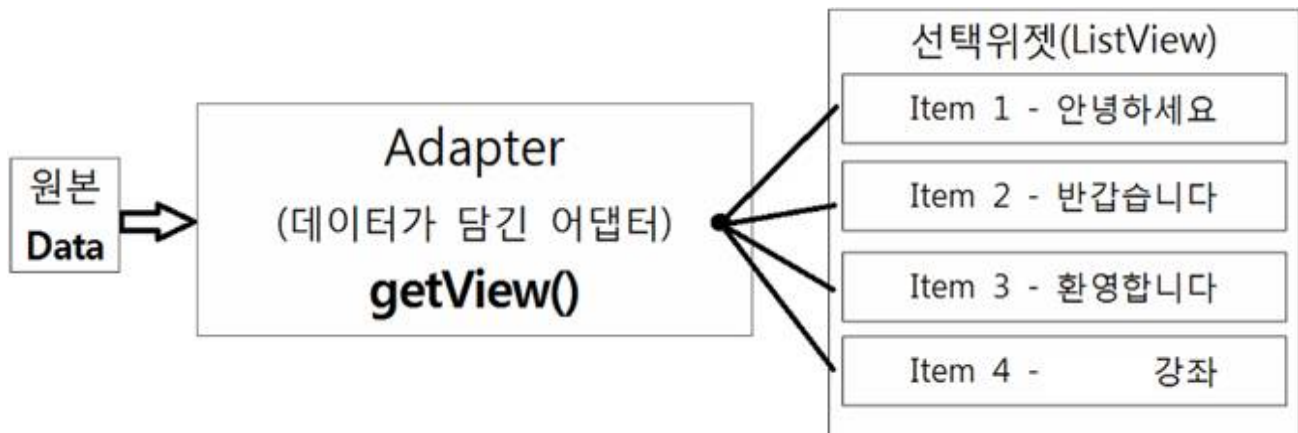 원본
Data
Adapter
(데이터가 담긴 어댑터)
getView()
선택위젯(ListView)
Item 1 - 안녕하세요
Item 2 - 반갑습니다
Item 3 - 환영합니다
Item 4 - 강좌